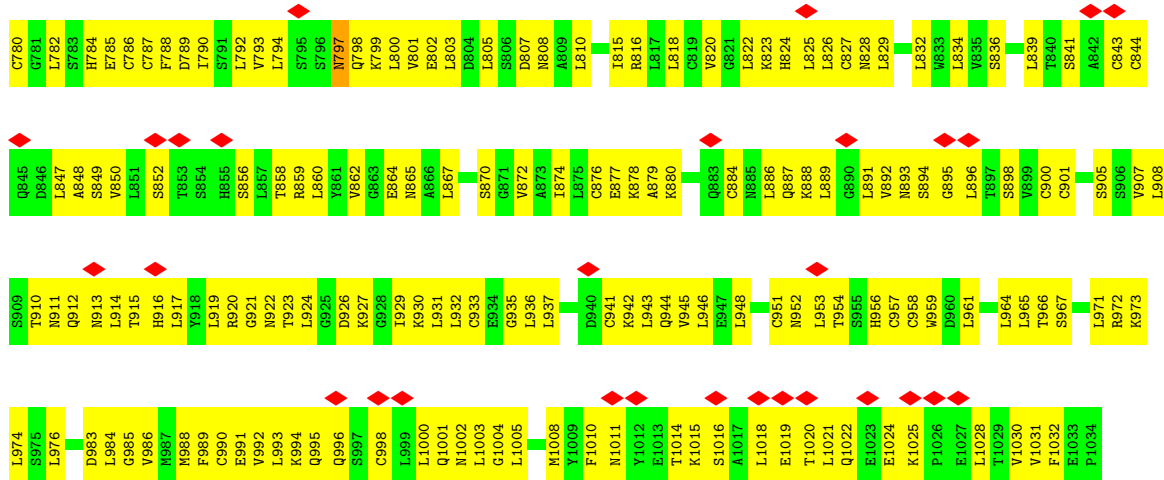 C780 G781 L782 S783 H784 E785 C786 C787 F788 D789 I790 S791 L792 V793 L794 S795 S796 N797 Q798 K799 L800 V801 E802 L803 D804 L805 S806 D807 N808 A809 L810 I815 R816 L817 L818 C819 V820 G821 L822 K823 H824 L825 L826 C827 N828 L829 L832 W833 L834 V835 S836 L839 T840 S841 A842 C843 C844
Q845 D846 L847 A848 S849 V850 L851 S852 T853 S854 H855 S856 L857 T858 R859 L860 Y861 V862 G863 E864 N865 A866 L867 S870 G871 V872 A873 I874 L875 C876 E877 K878 A879 K880 Q883 C884 N885 L886 Q887 K888 L889 G890 L891 V892 N893 S894 G895 L896 T897 S898 V899 C900 C901 S905 S906 V907 L908
S909 T910 N911 Q912 N913 L914 T915 H916 L917 Y918 L919 R920 G921 N922 T923 L924 G925 D926 K927 G928 I929 K930 L931 L932 C933 E934 G935 L936 L937 D940 C941 K942 L943 Q944 V945 L946 E947 L948 C951 N952 L953 T954 S955 H956 C957 C958 W959 D960 L961 L964 L965 T966 S967 L971 R972 K973
L974 S975 L976 D983 L984 G985 V986 M987 M988 F989 C990 E991 V992 L993 K994 Q995 Q996 S997 C998 L999 L1000 Q1001 N1002 L1003 G1004 L1005 M1008 Y1009 F1010 N1011 Y1012 E1013 T1014 K1015 S1016 A1017 L1018 E1019 T1020 L1021 Q1022 E1023 E1024 K1025 P1026 E1027 L1028 T1029 V1030 V1031 F1032 E1033 P1034